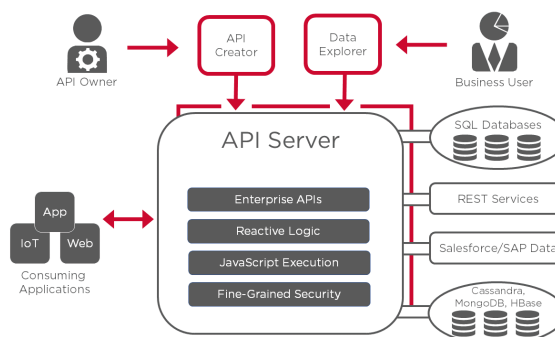 API
Creator
Data
Explorer
API Owner
Business User
API Server
SQL Databases
Enterprise APIs
REST Services
App
Reactive Logic
IoT
Web
Salesforce/SAP Data
JavaScript Execution
Consuming
Applications
Fine-Grained Security
Cassandra,
MongoDB, HBase